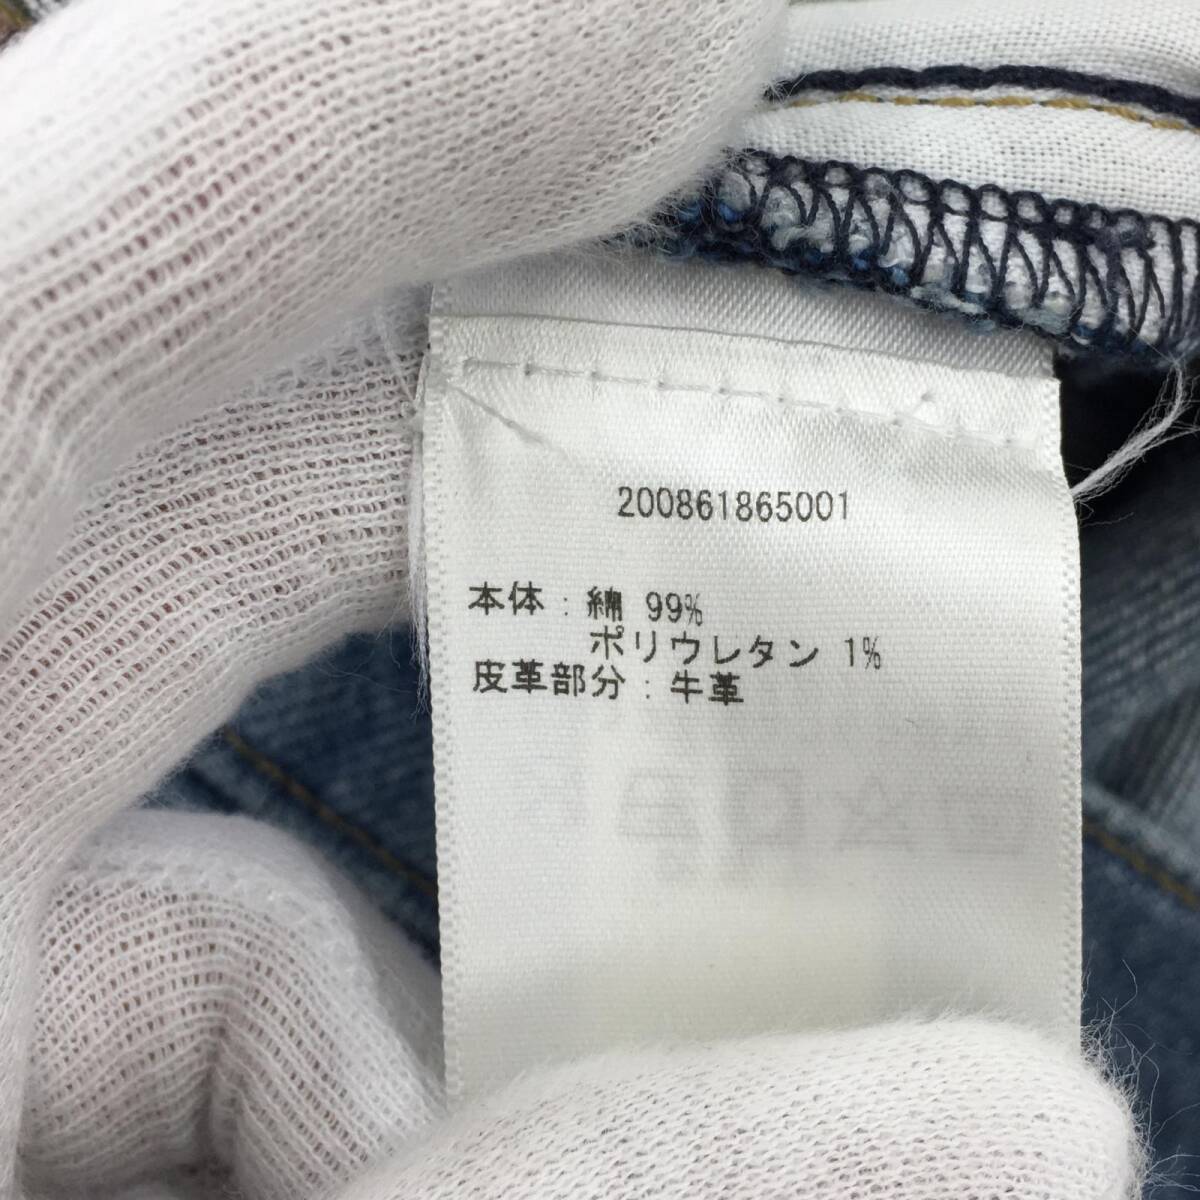 200861865001
本体：綿 99%
ポリウレタン 1%
皮革部分：牛革